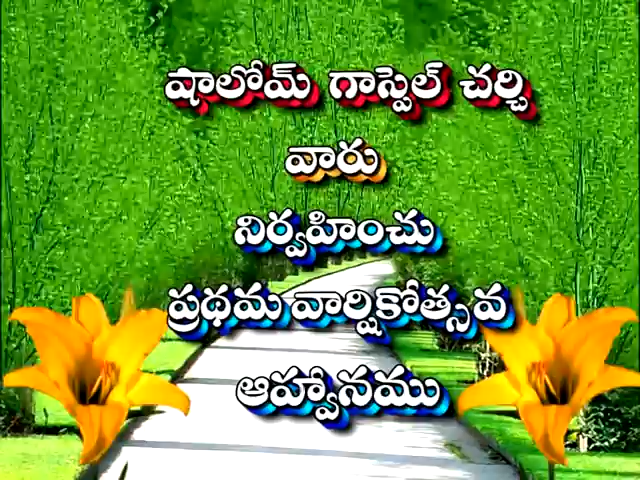 షాలోమ్ గాస్పెల్ చర్చి
వారు
నిర్వహించు
ప్రథమ వార్షికోత్సవ
ఆహ్వానము